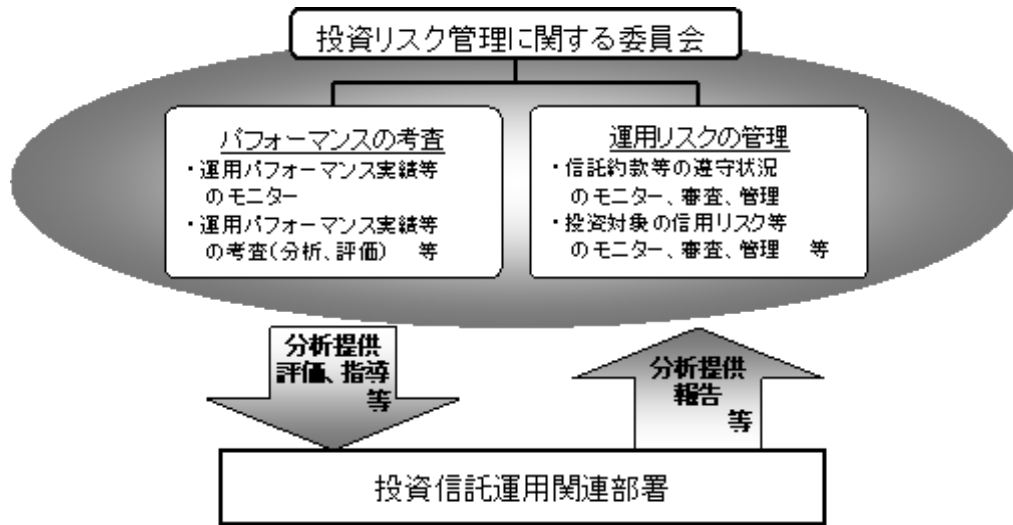 投資リスク管理に関する委員会
パフォーマンスの考査
・運用パフォーマンス実績等
のモニター
・運用パフォーマンス実績等
の考査(分析、評価) 等
運用リスクの管理
・信託約款等の遵守状況
のモニター、審査、管理
・投資対象の信用リスク等
のモニター、審査、管理 等
分析提供
評価、指導
等
分析提供
報告
等
投資信託運用関連部署